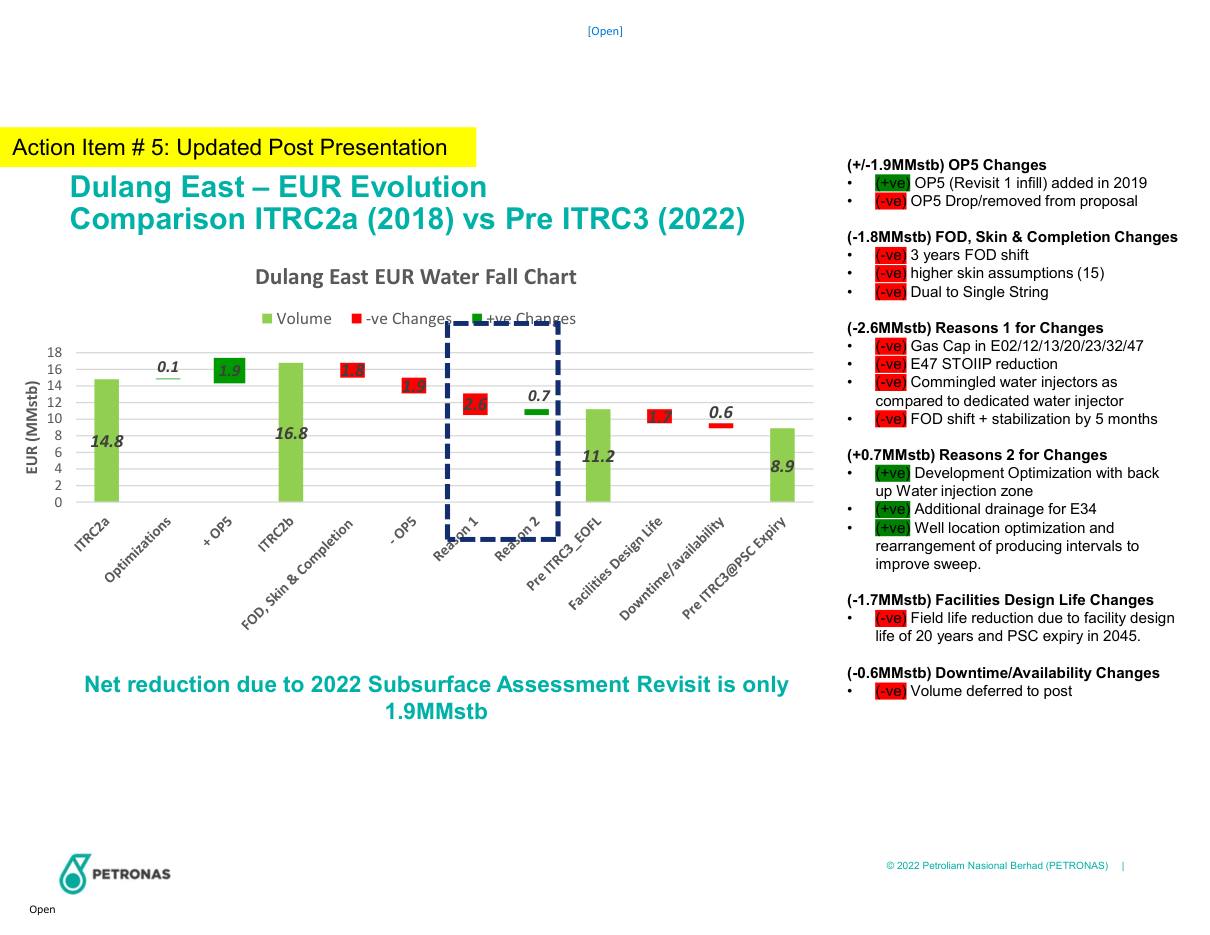 [Open]
Action Item # 5: Updated Post Presentation
Dulang East – EUR Evolution
Comparison ITRC2a (2018) vs Pre ITRC3 (2022)
Dulang East EUR Water Fall Chart
Volume -ve Changes +ve Changes
EUR (MMstb)
18
16
14
12
10
8
6
4
2
0
14.8
0.1
1.9
16.8
1.8
1.9
2.6
0.7
11.2
1.7
0.6
8.9
ITRC2a
Optimizations
+ OP5
ITRC2b
FOD, Skin & Completion
- OP5
Reason 1
Reason 2
Pre ITRC3_EOFL
Facilities Design Life
Downtime/availability
Pre ITRC3@PSC Expiry
Net reduction due to 2022 Subsurface Assessment Revisit is only
1.9MMstb
(+/-1.9MMstb) OP5 Changes
• (+ve) OP5 (Revisit 1 infill) added in 2019
• (-ve) OP5 Drop/removed from proposal
(-1.8MMstb) FOD, Skin & Completion Changes
• (-ve) 3 years FOD shift
• (-ve) higher skin assumptions (15)
• (-ve) Dual to Single String
(-2.6MMstb) Reasons 1 for Changes
• (-ve) Gas Cap in E02/12/13/20/23/32/47
• (-ve) E47 STOIIP reduction
• (-ve) Commingled water injectors as
compared to dedicated water injector
• (-ve) FOD shift + stabilization by 5 months
(+0.7MMstb) Reasons 2 for Changes
• (+ve) Development Optimization with back
up Water injection zone
• (+ve) Additional drainage for E34
• (+ve) Well location optimization and
rearrangement of producing intervals to
improve sweep.
(-1.7MMstb) Facilities Design Life Changes
• (-ve) Field life reduction due to facility design
life of 20 years and PSC expiry in 2045.
(-0.6MMstb) Downtime/Availability Changes
• (-ve) Volume deferred to post
PETRONAS
© 2022 Petroliam Nasional Berhad (PETRONAS) |
Open